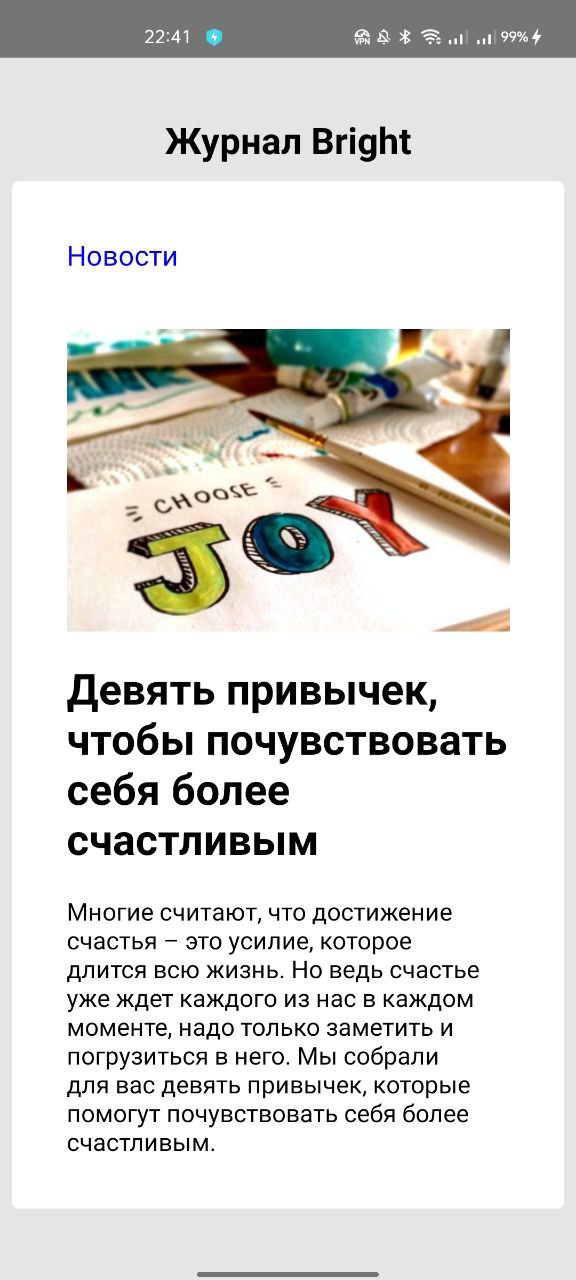 22:41
VPN
99%
Журнал Bright
Новости
ANK
CHOOSE
JOY
Девять привычек,
чтобы почувствовать
себя более
счастливым
Многие считают, что достижение
счастья – это усилие, которое
длится всю жизнь. Но ведь счастье
уже ждет каждого из нас в каждом
моменте, надо только заметить и
погрузиться в него. Мы собрали
для вас девять привычек, которые
помогут почувствовать себя более
счастливым.